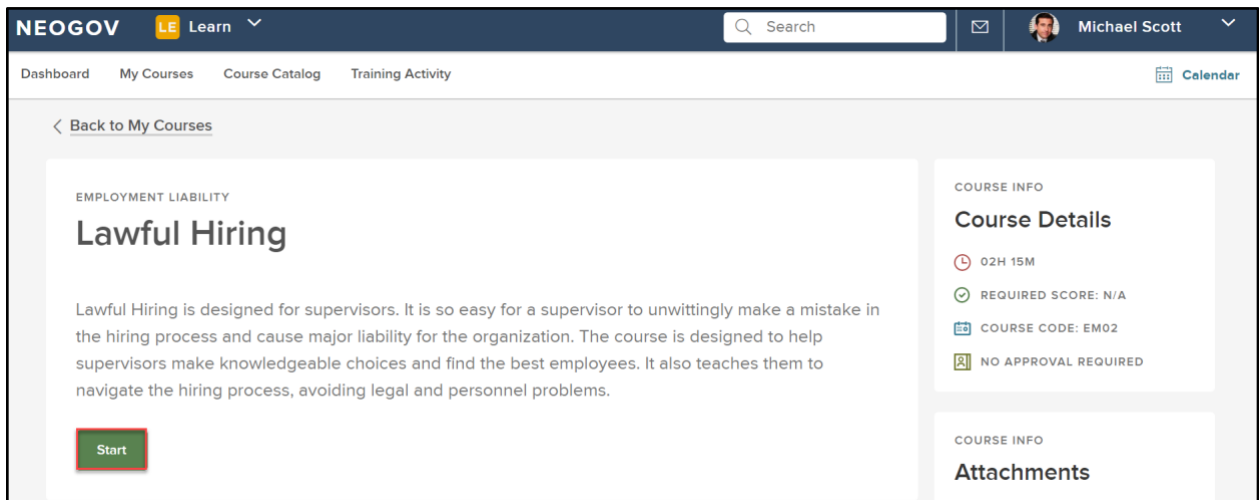 NEOGOV LE Learn Search Michael Scott
Dashboard My Courses Course Catalog Training Activity Calendar
Back to My Courses
EMPLOYMENT LIABILITY
Lawful Hiring
Lawful Hiring is designed for supervisors. It is so easy for a supervisor to unwittingly make a mistake in
the hiring process and cause major liability for the organization. The course is designed to help
supervisors make knowledgeable choices and find the best employees. It also teaches them to
navigate the hiring process, avoiding legal and personnel problems.
Start
COURSE INFO
Course Details
02H 15M
REQUIRED SCORE: N/A
COURSE CODE: EM02
NO APPROVAL REQUIRED
COURSE INFO
Attachments